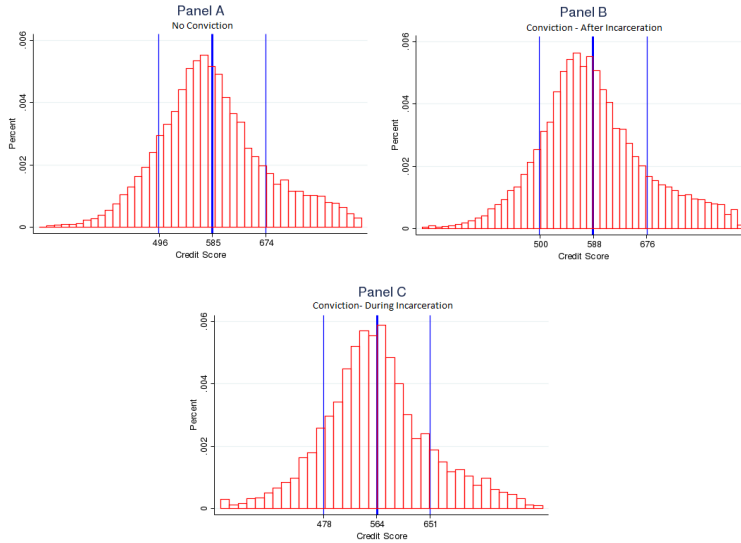 Panel A
No Conviction
.006
.004
.002
0
Percent
496 585 674
Credit Score
Panel B
Conviction - After Incarceration
.006
.004
.002
0
Percent
500 588 676
Credit Score
Panel C
Conviction- During Incarceration
.006
.004
.002
0
Percent
478 564 651
Credit Score